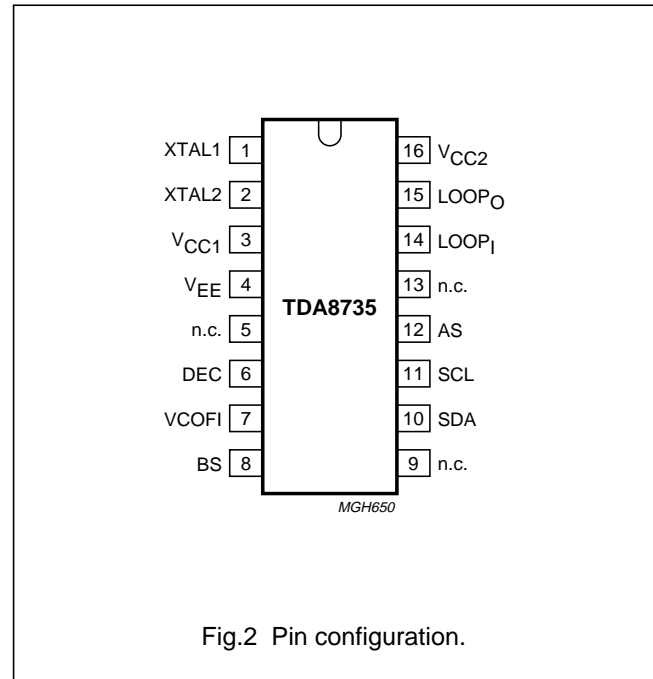 XTAL1 1 16 VCC2
XTAL2 2 15 LOOPO
VCC1 3 14 LOOPI
VEE 4 13 n.c.
TDA8735
n.c. 5 12 AS
DEC 6 11 SCL
VCOFI 7 10 SDA
BS 8 9 n.c.
MGH650
Fig.2 Pin configuration.